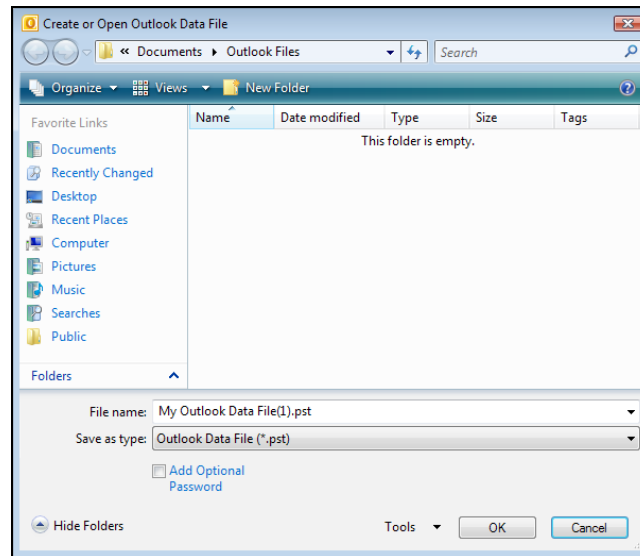 Create or Open Outlook Data File
« Documents Outlook Files Search
Organize Views New Folder
Favorite Links
Name Date modified Type Size Tags
This folder is empty.
Documents
Recently Changed
Desktop
Recent Places
Computer
Pictures
Music
Searches
Public
Folders
File name: My Outlook Data File(1).pst
Save as type: Outlook Data File (*.pst)
Add Optional
Password
Hide Folders Tools OK Cancel